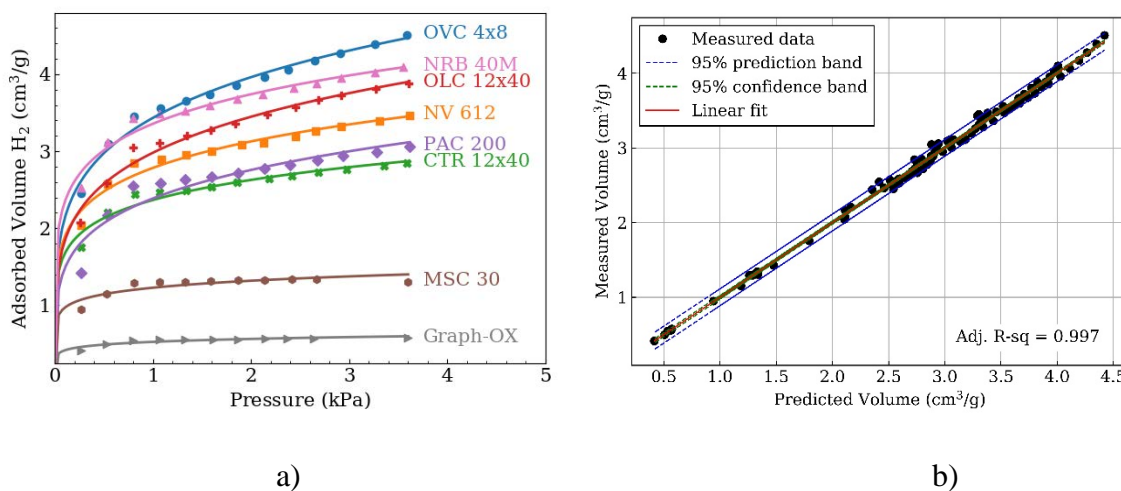 OVC 4x8
NRB 40M
OLC 12x40
NV 612
PAC 200
CTR 12x40
MSC 30
Graph-OX
4
3
2
1
0 1 2 3 4 5
Adsorbed Volume H₂ (cm³/g)
Pressure (kPa)
a)
Measured data
95% prediction band
95% confidence band
Linear fit
Adj. R-sq = 0.997
4
3
2
1
0.5 1.0 1.5 2.0 2.5 3.0 3.5 4.0 4.5
Measured Volume (cm³/g)
Predicted Volume (cm³/g)
b)